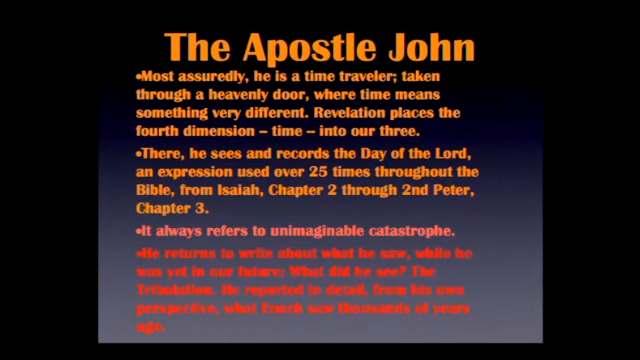 The Apostle John
•Most assuredly, he is a time traveler; taken
through a heavenly door, where time means
something very different. Revelation places the
fourth dimension – time -- into our three.
•There, he sees and records the Day of the Lord,
an expression used over 25 times throughout the
Bible, from Isaiah, Chapter 2 through 2nd Peter,
Chapter 3.
•It always refers to unimaginable catastrophe.
•He returns to write about what he saw, while he
was yet in our future: What did he see? The
Tribulation. He reported in detail, from his own
perspective, what Enoch saw thousands of years
ago.